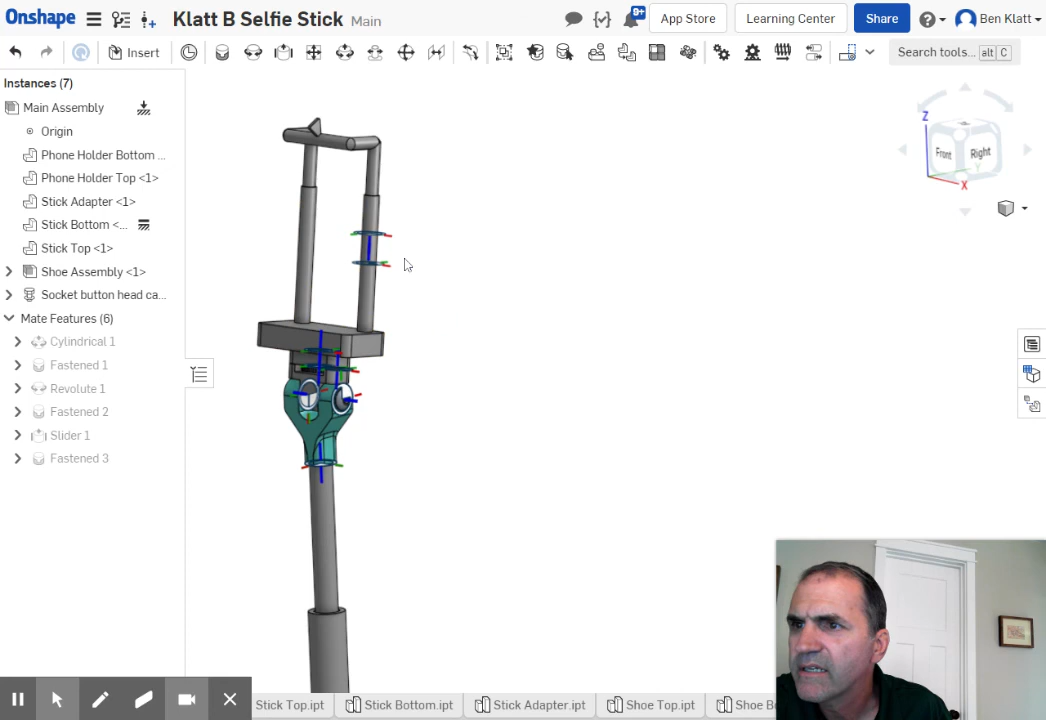 Onshape
Klatt B Selfie Stick Main
9+
App Store
Learning Center
Share
Ben Klatt
Insert
Search tools... alt C
Instances (7)
Main Assembly
Origin
Phone Holder Bottom ...
Phone Holder Top <1>
Stick Adapter <1>
Stick Bottom <...
Stick Top <1>
Shoe Assembly <1>
Socket button head ca...
Mate Features (6)
Cylindrical 1
Fastened 1
Revolute 1
Fastened 2
Slider 1
Fastened 3
Z
Front
Right
Y
X
Stick Top.ipt
Stick Bottom.ipt
Stick Adapter.ipt
Shoe Top.ipt
Shoe B